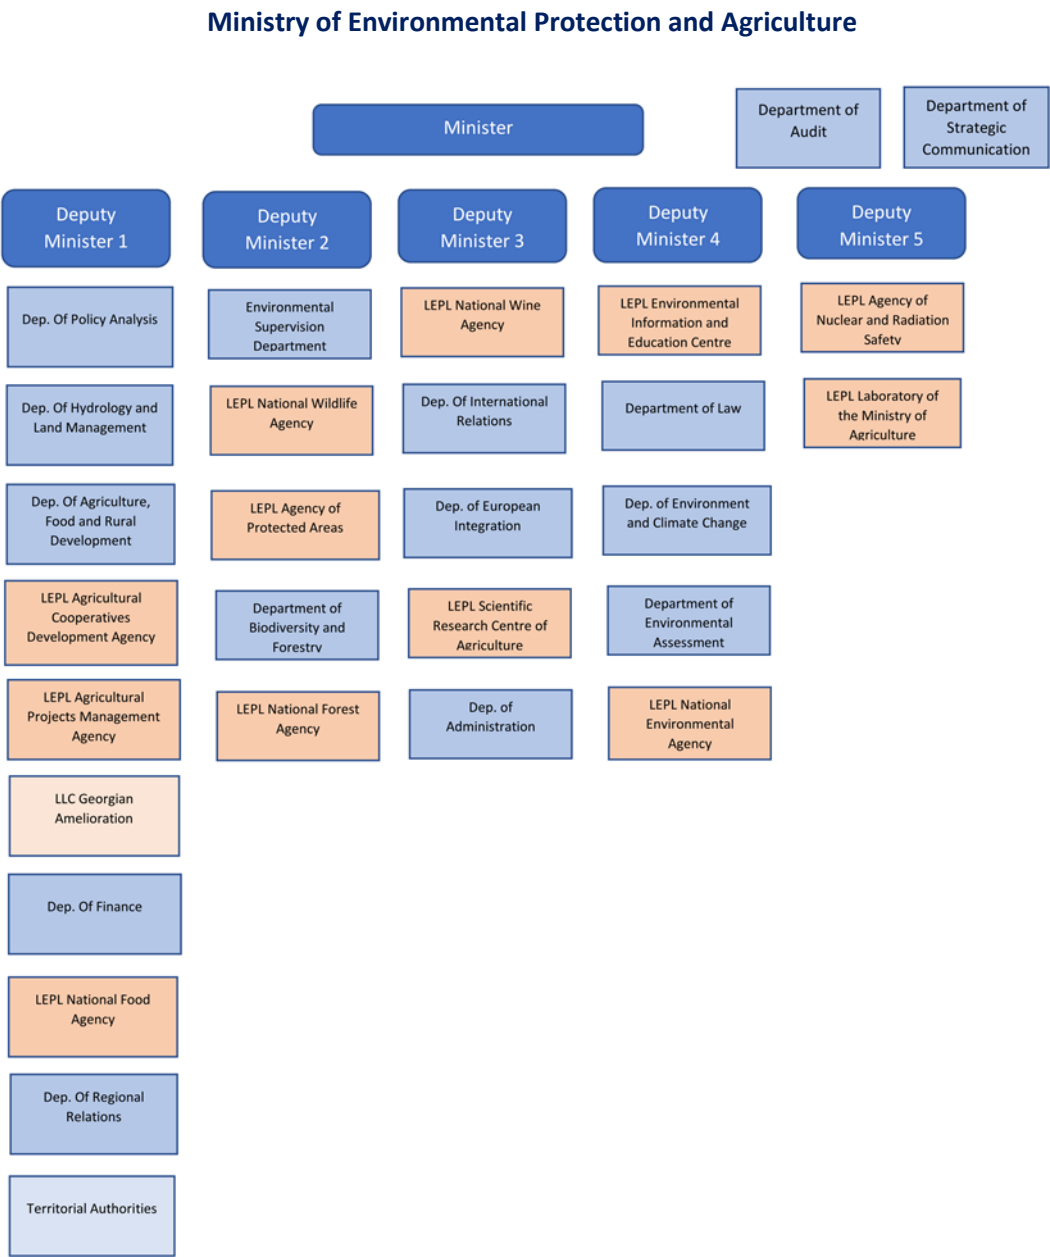 Ministry of Environmental Protection and Agriculture
Minister
Department of
Audit
Department of
Strategic
Communication
Deputy
Minister 1
Deputy
Minister 2
Deputy
Minister 3
Deputy
Minister 4
Deputy
Minister 5
Dep. Of Policy Analysis
Environmental
Supervision
Department
LEPL National Wine
Agency
LEPL Environmental
Information and
Education Centre
LEPL Agency of
Nuclear and Radiation
Safety
Dep. Of Hydrology and
Land Management
LEPL National Wildlife
Agency
Dep. Of International
Relations
Department of Law
LEPL Laboratory of
the Ministry of
Agriculture
Dep. Of Agriculture,
Food and Rural
Development
LEPL Agency of
Protected Areas
Dep. of European
Integration
Dep. of Environment
and Climate Change
LEPL Agricultural
Cooperatives
Development Agency
Department of
Biodiversity and
Forestry
LEPL Scientific
Research Centre of
Agriculture
Department of
Environmental
Assessment
LEPL Agricultural
Projects Management
Agency
LEPL National Forest
Agency
Dep. of
Administration
LEPL National
Environmental
Agency
LLC Georgian
Amelioration
Dep. Of Finance
LEPL National Food
Agency
Dep. Of Regional
Relations
Territorial Authorities